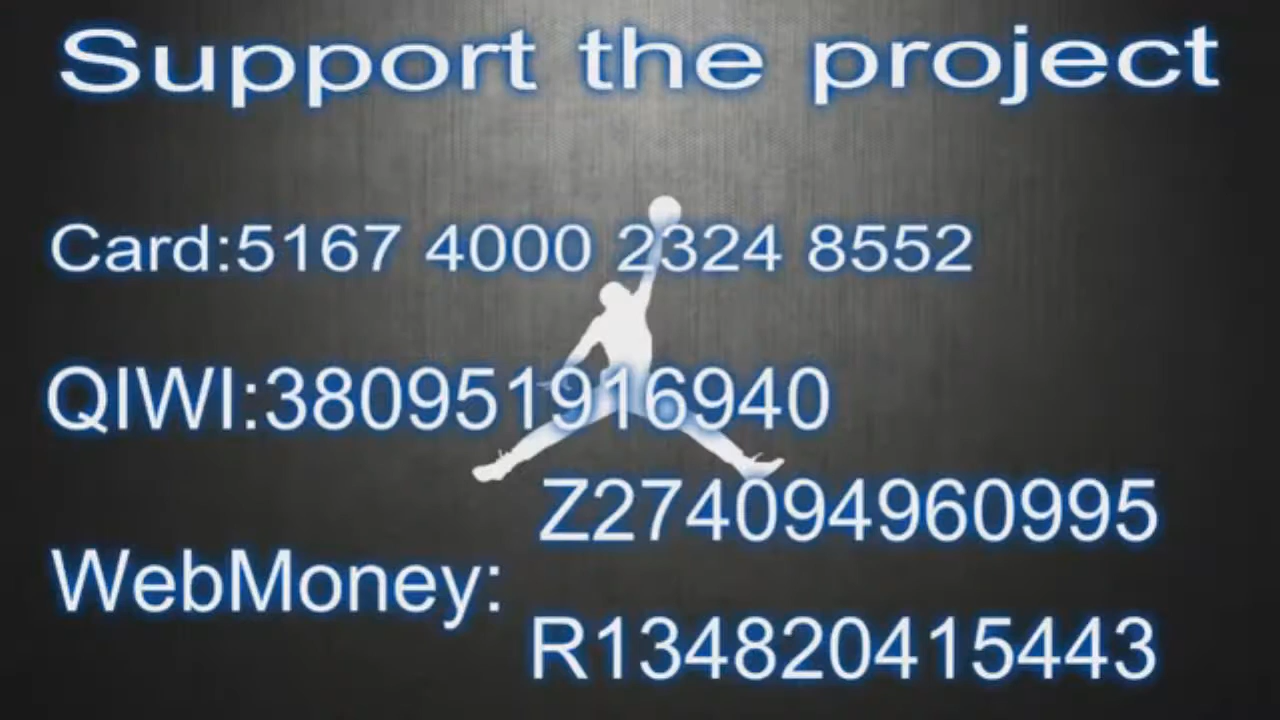 Support the project
Card:5167 4000 2324 8552
QIWI:380951916940
Z274094960995
WebMoney:
R134820415443